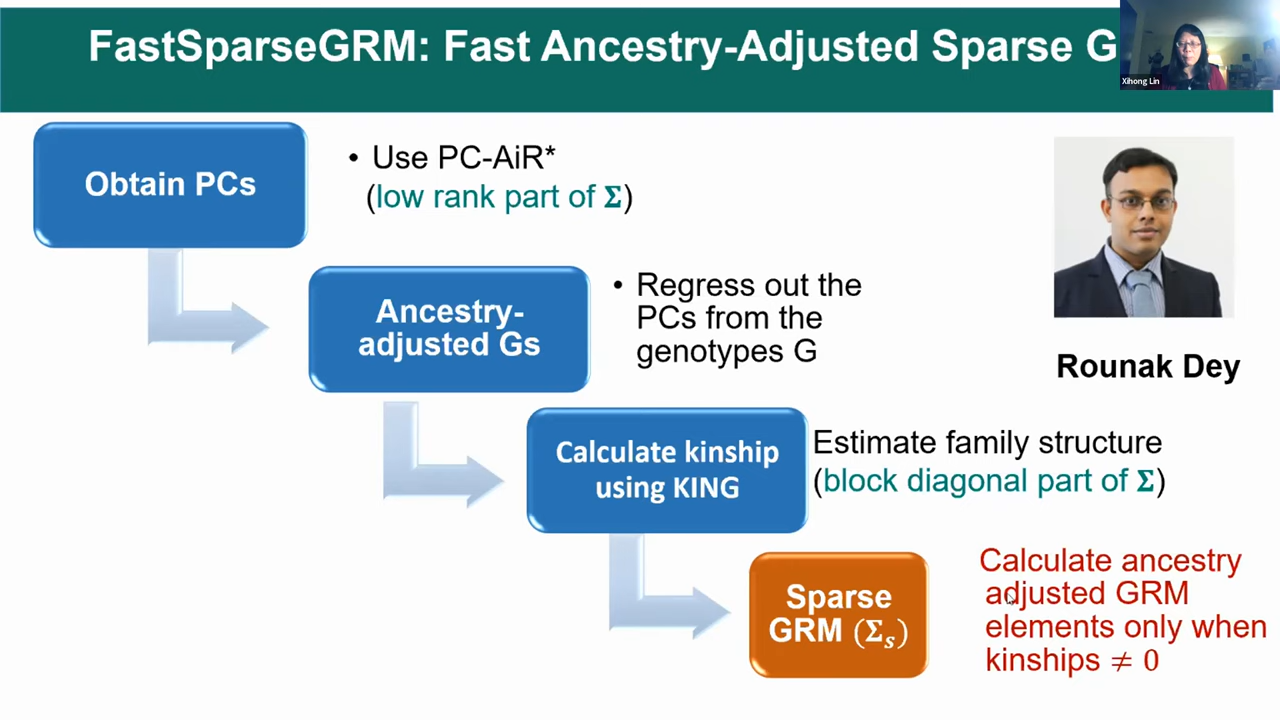 FastSparseGRM: Fast Ancestry-Adjusted Sparse G
Xihong Lin
Obtain PCs
• Use PC-AiR*
(low rank part of Σ)
Ancestry-
adjusted Gs
• Regress out the
PCs from the
genotypes G
Rounak Dey
Calculate kinship
using KING
Estimate family structure
(block diagonal part of Σ)
Sparse
GRM (Σₛ)
Calculate ancestry
adjusted GRM
elements only when
kinships ≠ 0